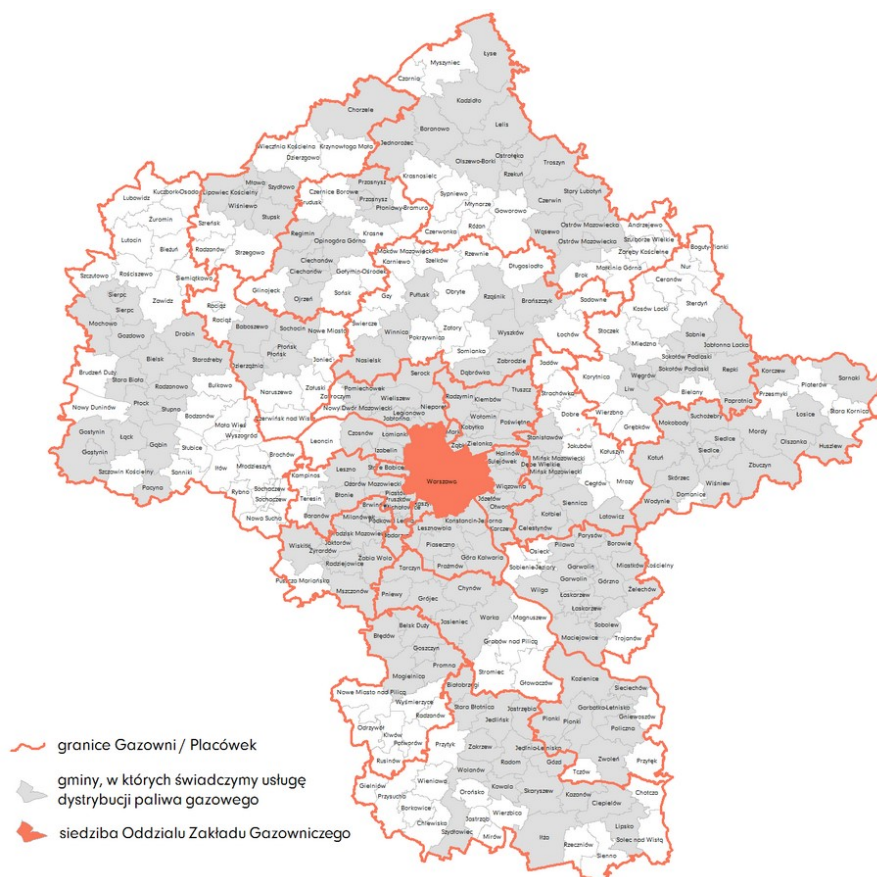 Łyse
Myszyniec
Czarnia
Kadzidło
Chorzele
Lelis
Baranowo
Jednorożec
Wieczfnia Kościelna
Krzynowłoga Mała
Dzierzgowo
Olszewo-Borki
Ostrołęka
Rzekuń
Troszyn
Krasnosielc
Kuczbork-Osada
Lubowidz
Mława
Szydłowo
Lipowiec Kościelny
Wiśniewo
Czernice Borowe
Przasnysz
Przasnysz
Płoniawy-Bramura
Sypniewo
Młynarze
Goworowo
Stary Lubotyń
Czerwin
Żuromin
Stupsk
Krasne
Czerwonka
Różan
Wąsewo
Ostrów Mazowiecka
Ostrów Mazowiecka
Andrzejewo
Szulborze Wielkie
Zaręby Kościelne
Boguty-Pianki
Lutocin
Bieżuń
Szreńsk
Radzanów
Strzegowo
Regimin
Opinogóra Górna
Ciechanów
Ciechanów
Gołymin-Ośrodek
Maków Mazowiecki
Karniewo
Szelków
Rzewnie
Długosiodło
Brok
Małkinia Górna
Nur
Ceranów
Sterdyń
Kosów Lacki
Rościszewo
Siemiątkowo
Zawidz
Glinojeck
Ojrzeń
Sońsk
Gzy
Pułtusk
Obryte
Rząśnik
Brańszczyk
Sadowne
Stoczek
Sierpc
Sierpc
Mochowo
Gozdowo
Raciąż
Raciąż
Baboszewo
Sochocin
Nowe Miasto
Świercze
Winnica
Pokrzywnica
Zatory
Wyszków
Łochów
Miedzna
Sabnie
Jabłonna Lacka
Drobin
Płońsk
Płońsk
Joniec
Nasielsk
Somianka
Zabrodzie
Sokołów Podlaski
Sokołów Podlaski
Repki
Węgrów
Liw
Bielsk
Staroźreby
Dzierzążnia
Serock
Dąbrówka
Jadów
Korytnica
Bielany
Paprotnia
Korczew
Przesmyki
Platerów
Sarnaki
Brudzeń Duży
Stara Biała
Radzanowo
Bulkowo
Naruszewo
Załuski
Zakroczym
Pomiechówek
Wieliszew
Radzymin
Klembów
Tłuszcz
Strachówka
Wierzbno
Grębków
Suchożebry
Mokobody
Mordy
Łosice
Stara Kornica
Nowy Duninów
Płock
Słupno
Bodzanów
Czerwińsk nad Wisłą
Nowy Dwór Mazowiecki
Legionowo
Nieporęt
Jabłonna
Wołomin
Poświętne
Dobre
Kobyłka
Olszanka
Huszlew
Gostynin
Gostynin
Łąck
Gąbin
Mała Wieś
Wyszogród
Leoncin
Czosnów
Łomianki
Izabelin
Zielonka
Stanisławów
Jakubów
Kałuszyn
Kotuń
Siedlce
Siedlce
Zbuczyn
Wiśniew
Skórzec
Szczawin Kościelny
Sanniki
Słubice
Iłów
Brochów
Młodzieszyn
Kampinos
Leszno
Stare Babice
Warszawa
Halinów
Sulejówek
Dębe Wielkie
Mińsk Mazowiecki
Mińsk Mazowiecki
Cegłów
Mrozy
Wodynie
Domanice
Pacyna
Rybno
Sochaczew
Sochaczew
Teresin
Błonie
Ożarów Mazowiecki
Wiązowna
Józefów
Siennica
Latowicz
Nowa Sucha
Baranów
Milanówek
Kołbiel
Celestynów
Lesznowola
Konstancin-Jeziorna
Wiskitki
Jaktorów
Żyrardów
Radziejowice
Żabia Wola
Piaseczno
Góra Kalwaria
Prażmów
Tarczyn
Osieck
Sobienie-Jeziory
Pilawa
Parysów
Borowie
Garwolin
Garwolin
Górzno
Miastków Kościelny
Żelechów
Puszcza Mariańska
Mszczonów
Pniewy
Grójec
Chynów
Wilga
Łaskarzew
Łaskarzew
Sobolew
Maciejowice
Trojanów
Błędów
Belsk Duży
Jasieniec
Warka
Magnuszew
Goszczyn
Grabów nad Pilicą
Mogielnica
Promna
Stromiec
Głowaczów
Białobrzegi
Kozienice
Sieciechów
Nowe Miasto nad Pilicą
Wyśmierzyce
Radzanów
Stara Błotnica
Jastrzębia
Jedlińsk
Garbatka-Letnisko
Gniewoszów
Pionki
Pionki
Policzna
Odrzywół
Klwów
Potworów
Rusinów
Przytyk
Zakrzew
Jedlnia-Letnisko
Radom
Gózd
Zwoleń
Przyłęk
Tczów
Gielniów
Przysucha
Wieniawa
Wolanów
Kowala
Skaryszew
Kazanów
Ciepielów
Chotcza
Borkowice
Orońsko
Wierzbica
Jastrząb
Chlewiska
Szydłowiec
Mirów
Iłża
Lipsko
Solec nad Wisłą
Rzeczniów
Sienno
granice Gazowni / Placówek
gminy, w których świadczymy usługę
dystrybucji paliwa gazowego
siedziba Oddziału Zakładu Gazowniczego